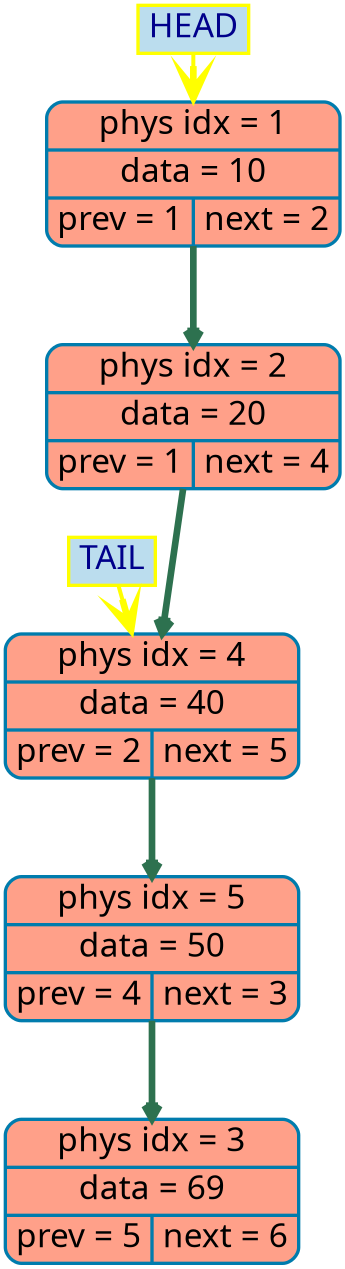 HEAD
phys idx = 1
data = 10
prev = 1 next = 2
phys idx = 2
data = 20
prev = 1 next = 4
TAIL
phys idx = 4
data = 40
prev = 2 next = 5
phys idx = 5
data = 50
prev = 4 next = 3
phys idx = 3
data = 69
prev = 5 next = 6